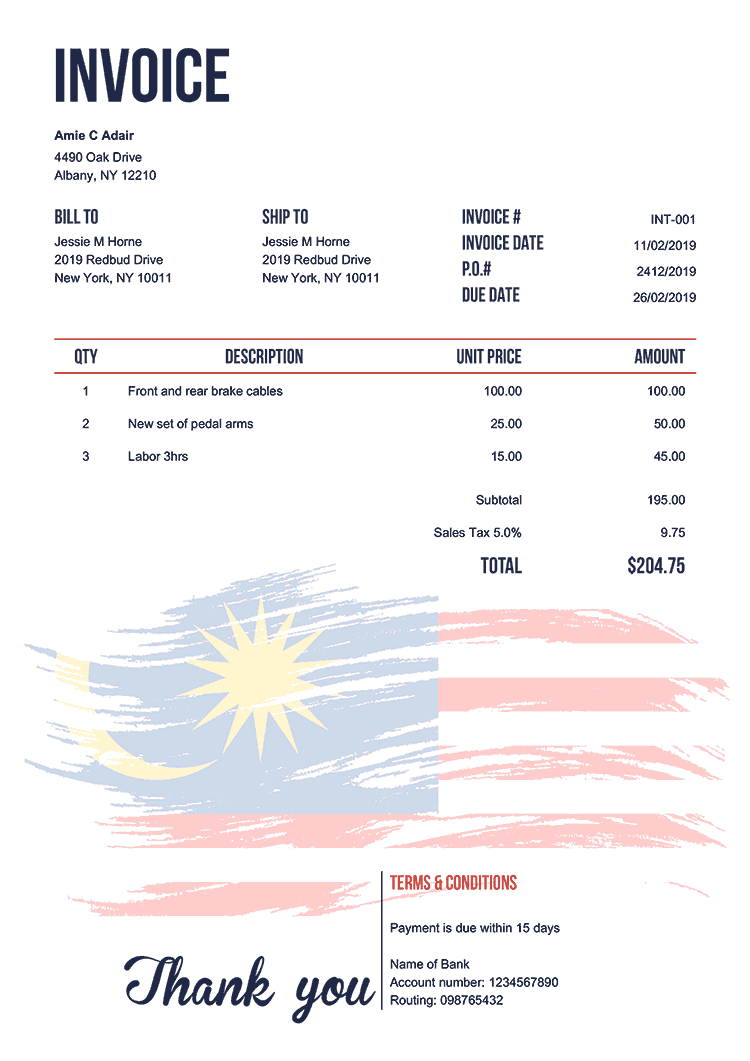 INVOICE
Amie C Adair
4490 Oak Drive
Albany, NY 12210
BILL TO
Jessie M Horne
2019 Redbud Drive
New York, NY 10011
SHIP TO
Jessie M Horne
2019 Redbud Drive
New York, NY 10011
INVOICE # INT-001
INVOICE DATE 11/02/2019
P.O.# 2412/2019
DUE DATE 26/02/2019
QTY DESCRIPTION UNIT PRICE AMOUNT
1 Front and rear brake cables 100.00 100.00
2 New set of pedal arms 25.00 50.00
3 Labor 3hrs 15.00 45.00
Subtotal 195.00
Sales Tax 5.0% 9.75
TOTAL $204.75
Thank you
TERMS & CONDITIONS
Payment is due within 15 days
Name of Bank
Account number: 1234567890
Routing: 098765432